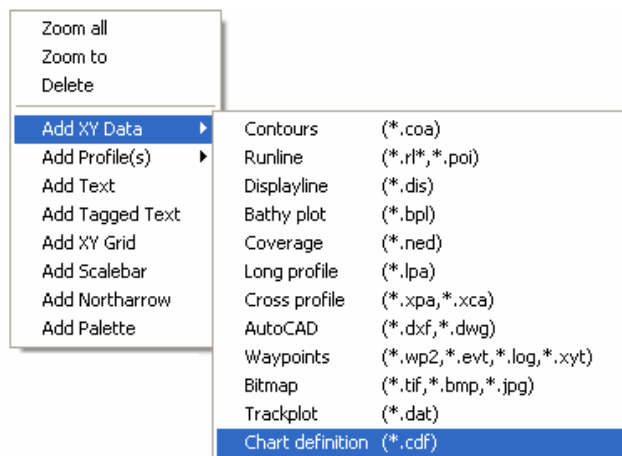 Zoom all
Zoom to
Delete
Add XY Data
Add Profile(s)
Add Text
Add Tagged Text
Add XY Grid
Add Scalebar
Add Northarrow
Add Palette
Contours (*.coa)
Runline (*.rl*,*.poi)
Displayline (*.dis)
Bathy plot (*.bpl)
Coverage (*.ned)
Long profile (*.lpa)
Cross profile (*.xpa,*.xca)
AutoCAD (*.dxf,*.dwg)
Waypoints (*.wp2,*.evt,*.log,*.xyt)
Bitmap (*.tif,*.bmp,*.jpg)
Trackplot (*.dat)
Chart definition (*.cdf)